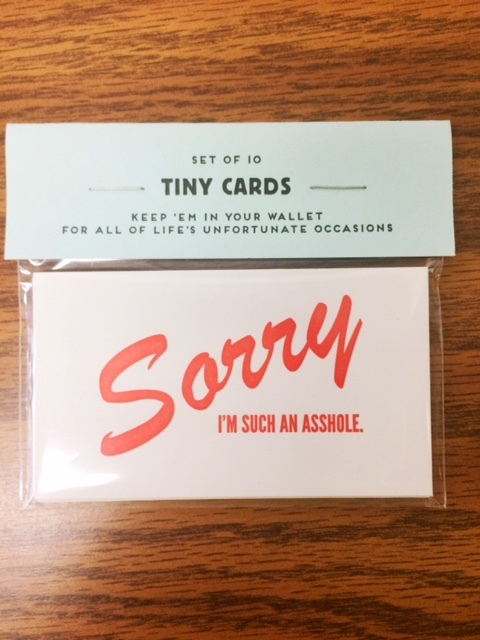 SET OF 10
TINY CARDS
KEEP 'EM IN YOUR WALLET
FOR ALL OF LIFE'S UNFORTUNATE OCCASIONS
Sorry
I'M SUCH AN ASSHOLE.